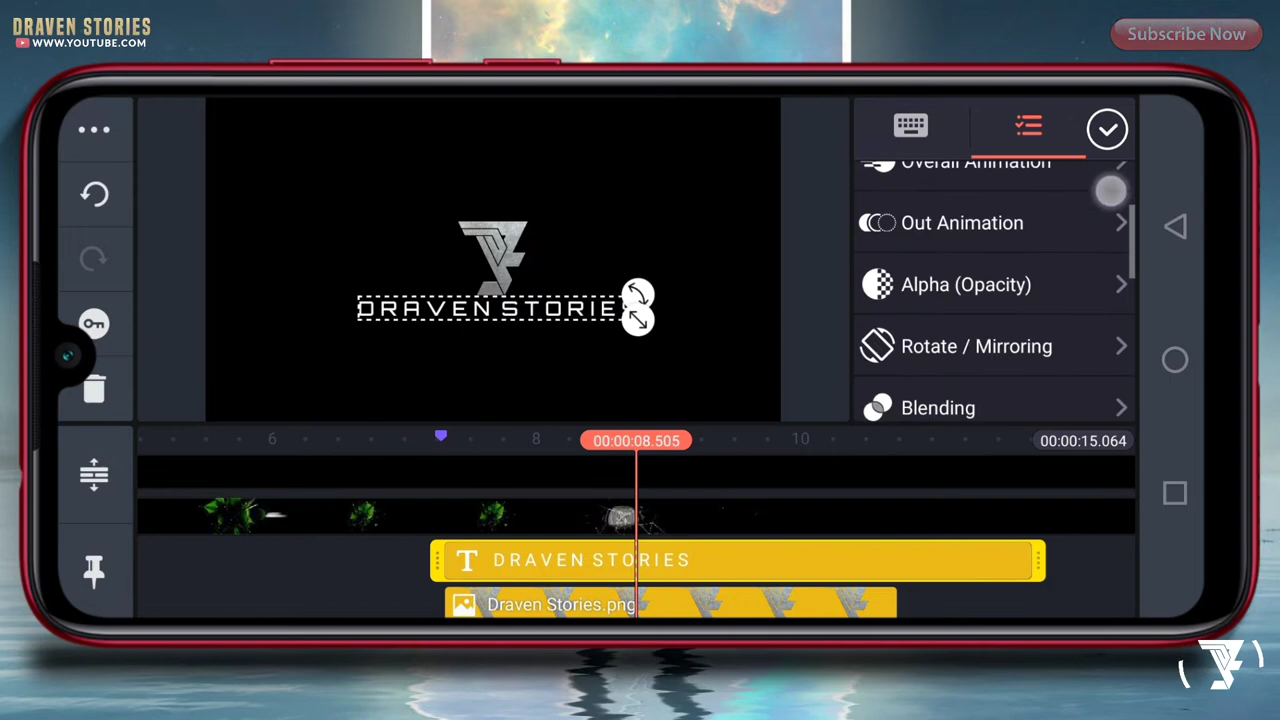 DRAVEN STORIES
WWW.YOUTUBE.COM
Subscribe Now
Overall Animation
Out Animation
Alpha (Opacity)
Rotate / Mirroring
Blending
DRAVEN STORIE
6
8
00:00:08.505
10
00:00:15.064
T DRAVEN STORIES
Draven Stories.png